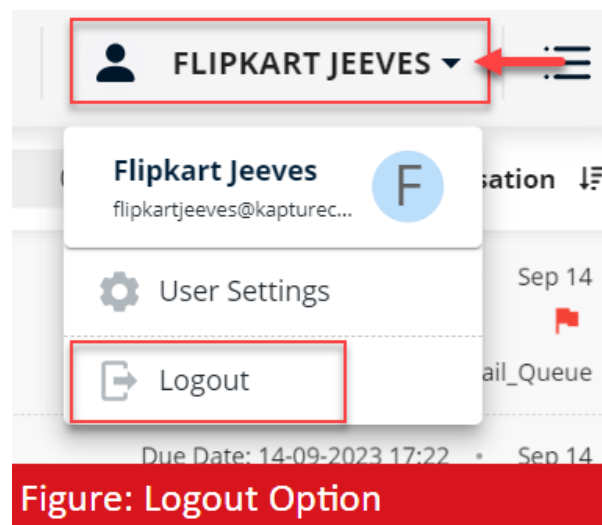 FLIPKART JEEVES
Flipkart Jeeves
flipkartjeeves@kapturec...
F
sation
User Settings
Sep 14
Logout
ail_Queue
Due Date: 14-09-2023 17:22 • Sep 14
Figure: Logout Option